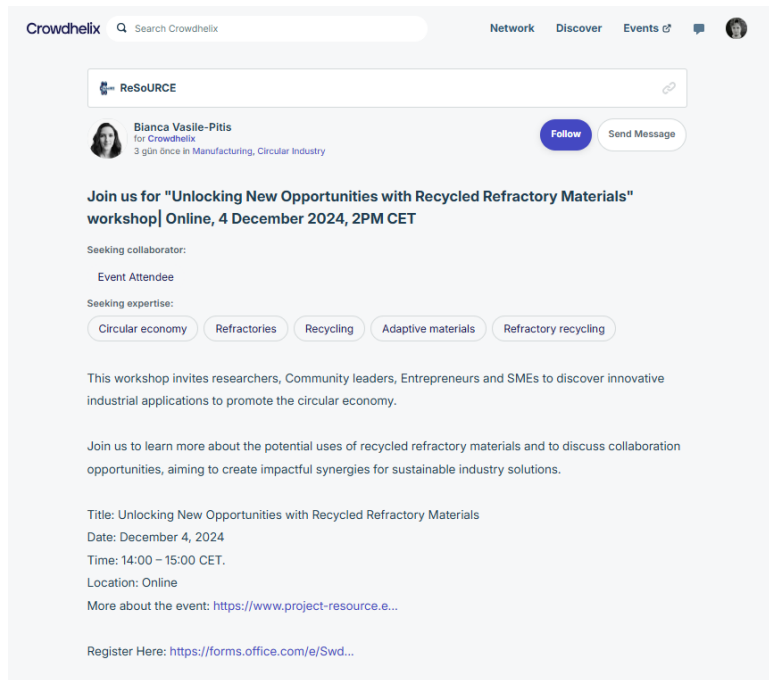 Crowdhelix
Search Crowdhelix
Network
Discover
Events
ReSoURCE
Bianca Vasile-Pitis
for Crowdhelix
3 gün önce in Manufacturing, Circular Industry
Follow
Send Message
Join us for "Unlocking New Opportunities with Recycled Refractory Materials"
workshop| Online, 4 December 2024, 2PM CET
Seeking collaborator:
Event Attendee
Seeking expertise:
Circular economy
Refractories
Recycling
Adaptive materials
Refractory recycling
This workshop invites researchers, Community leaders, Entrepreneurs and SMEs to discover innovative
industrial applications to promote the circular economy.
Join us to learn more about the potential uses of recycled refractory materials and to discuss collaboration
opportunities, aiming to create impactful synergies for sustainable industry solutions.
Title: Unlocking New Opportunities with Recycled Refractory Materials
Date: December 4, 2024
Time: 14:00 – 15:00 CET.
Location: Online
More about the event: https://www.project-resource.e...
Register Here: https://forms.office.com/e/Swd...